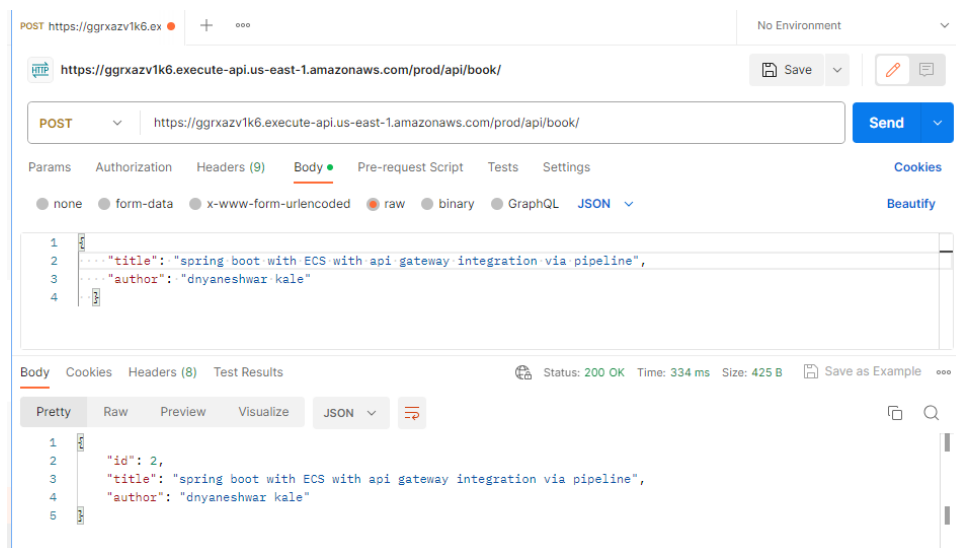 POST https://ggrxazv1k6.ex
No Environment
HTTP https://ggrxazv1k6.execute-api.us-east-1.amazonaws.com/prod/api/book/
Save
POST https://ggrxazv1k6.execute-api.us-east-1.amazonaws.com/prod/api/book/ Send
Params Authorization Headers (9) Body Pre-request Script Tests Settings Cookies
none form-data x-www-form-urlencoded raw binary GraphQL JSON Beautify
1 {
2 "title": "spring boot with ECS with api gateway integration via pipeline",
3 "author": "dnyaneshwar kale"
4 }
Body Cookies Headers (8) Test Results Status: 200 OK Time: 334 ms Size: 425 B Save as Example
Pretty Raw Preview Visualize JSON
1 {
2 "id": 2,
3 "title": "spring boot with ECS with api gateway integration via pipeline",
4 "author": "dnyaneshwar kale"
5 }